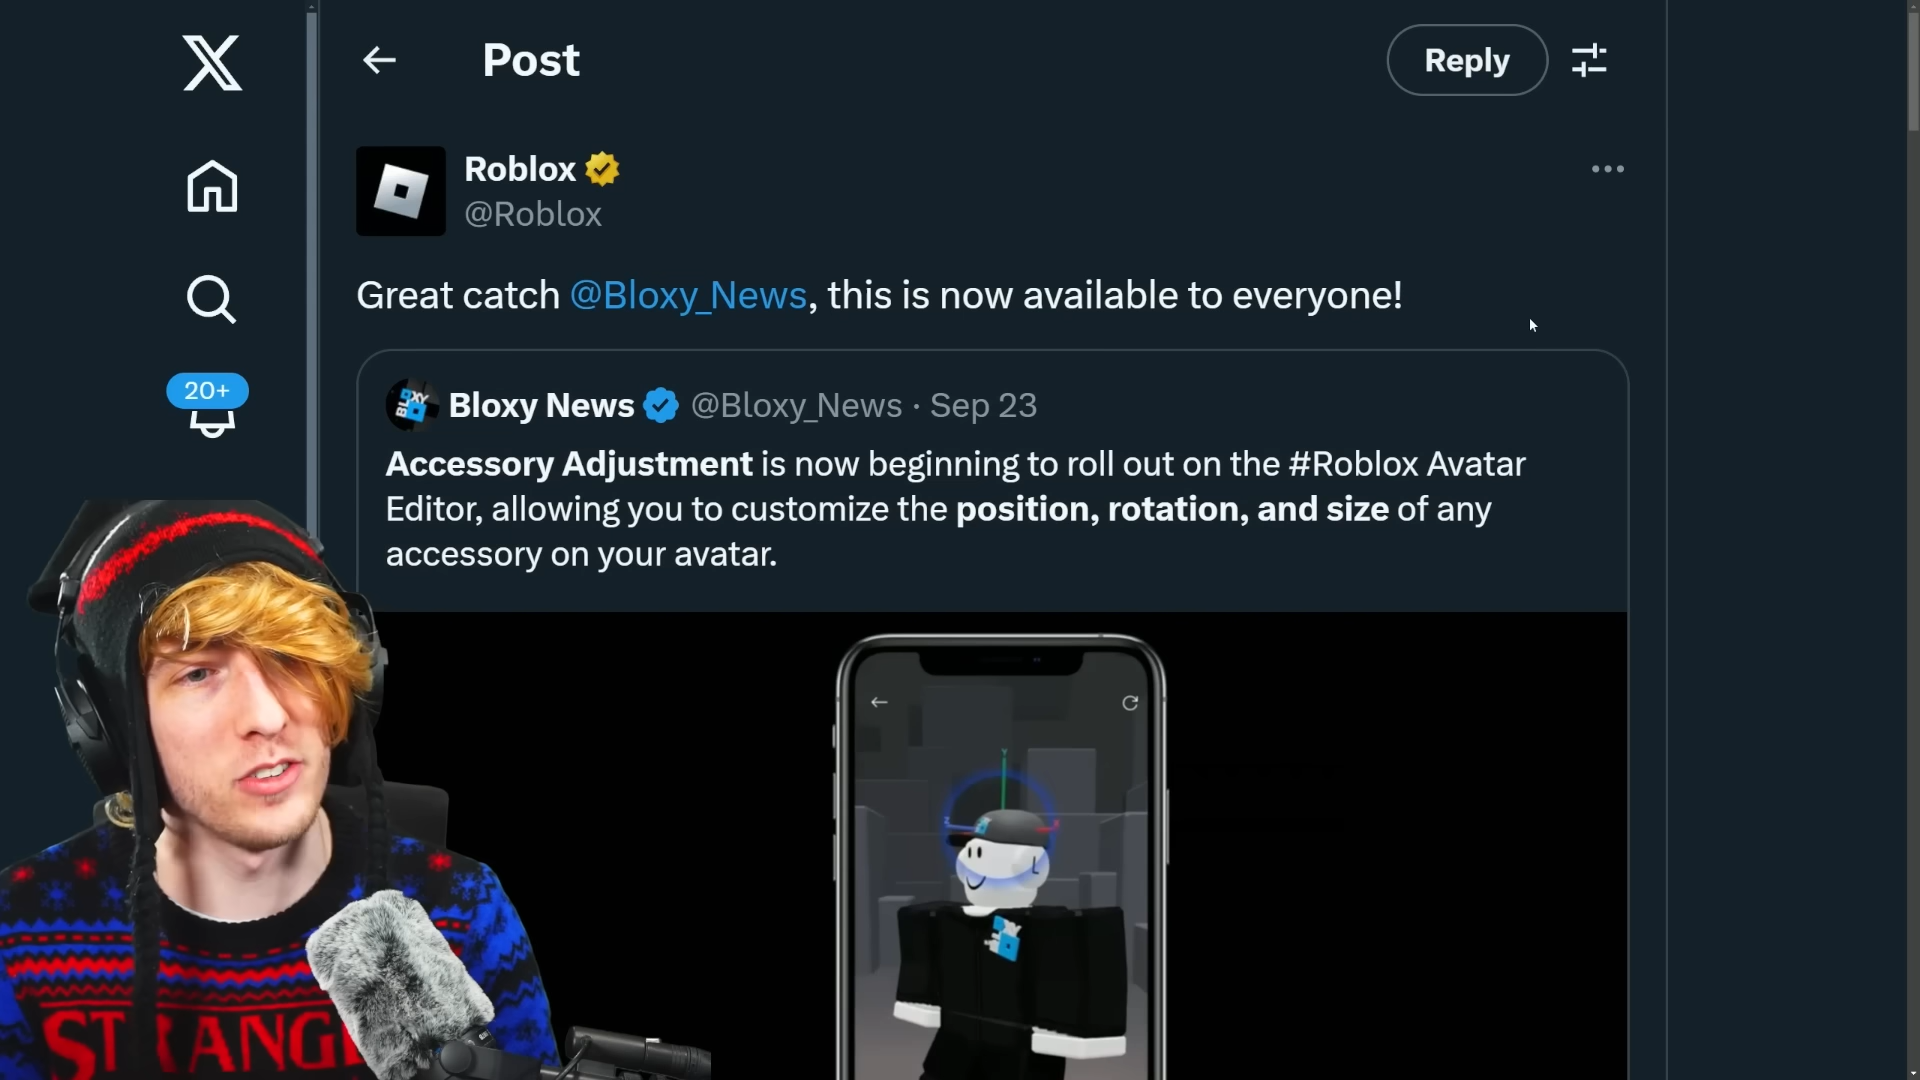 Post
Reply
Roblox
@Roblox
Great catch @Bloxy_News, this is now available to everyone!
20+
Bloxy News @Bloxy_News · Sep 23
Accessory Adjustment is now beginning to roll out on the #Roblox Avatar
Editor, allowing you to customize the position, rotation, and size of any
accessory on your avatar.
BLOXY
STRANG